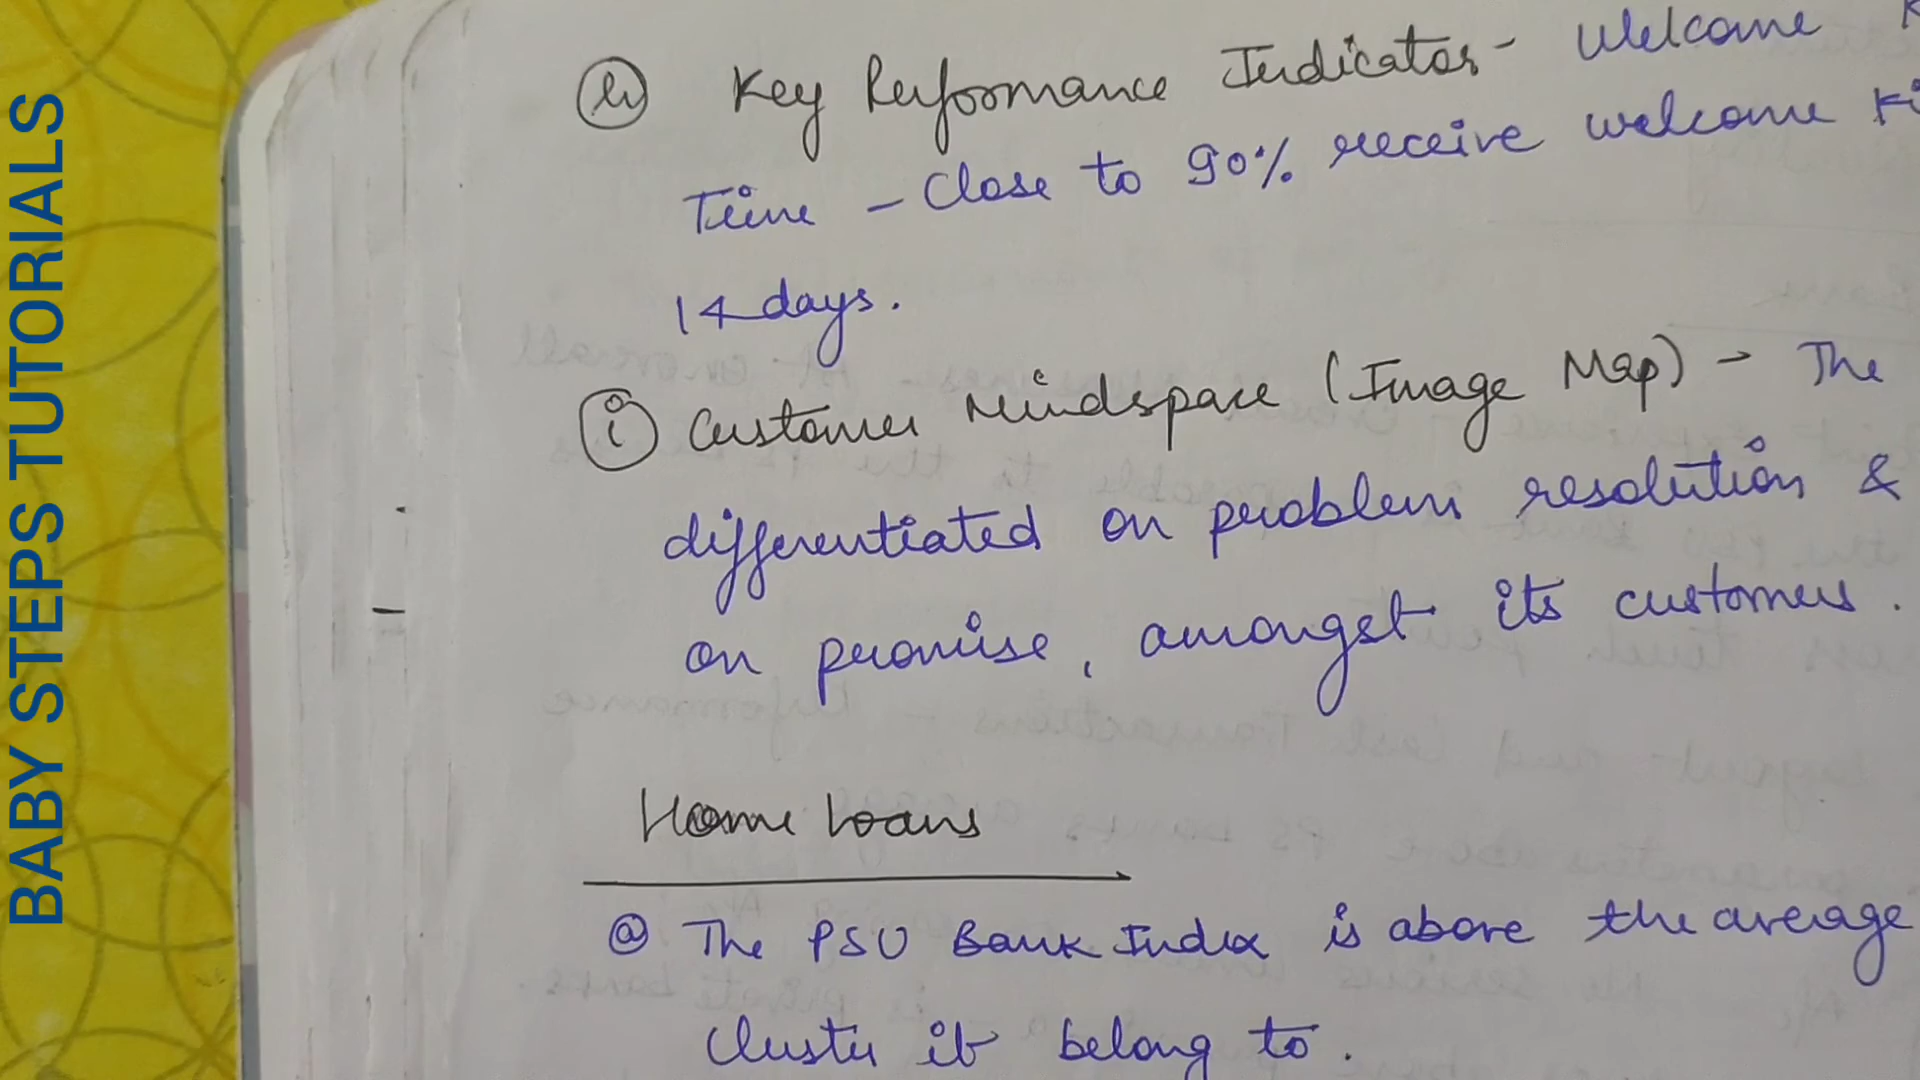 BABY STEPS TUTORIALS
(h) Key Performance Indicator - Welcome
Time - Close to 90% receive welcome Ki
14 days.
(i) Customer Mindspace (Image Map) - The
differentiated on problem resolution &
on promise, amongst its customers.
Home Loans
(a) The PSU Bank Index is above the average
Cluster it belong to.